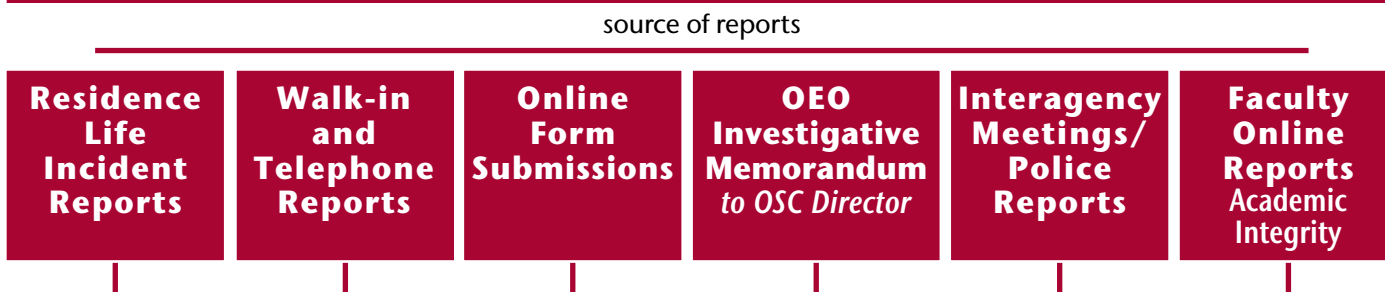 source of reports
Residence
Life
Incident
Reports
Walk-in
and
Telephone
Reports
Online
Form
Submissions
OEO
Investigative
Memorandum
to OSC Director
Interagency
Meetings/
Police
Reports
Faculty
Online
Reports
Academic
Integrity